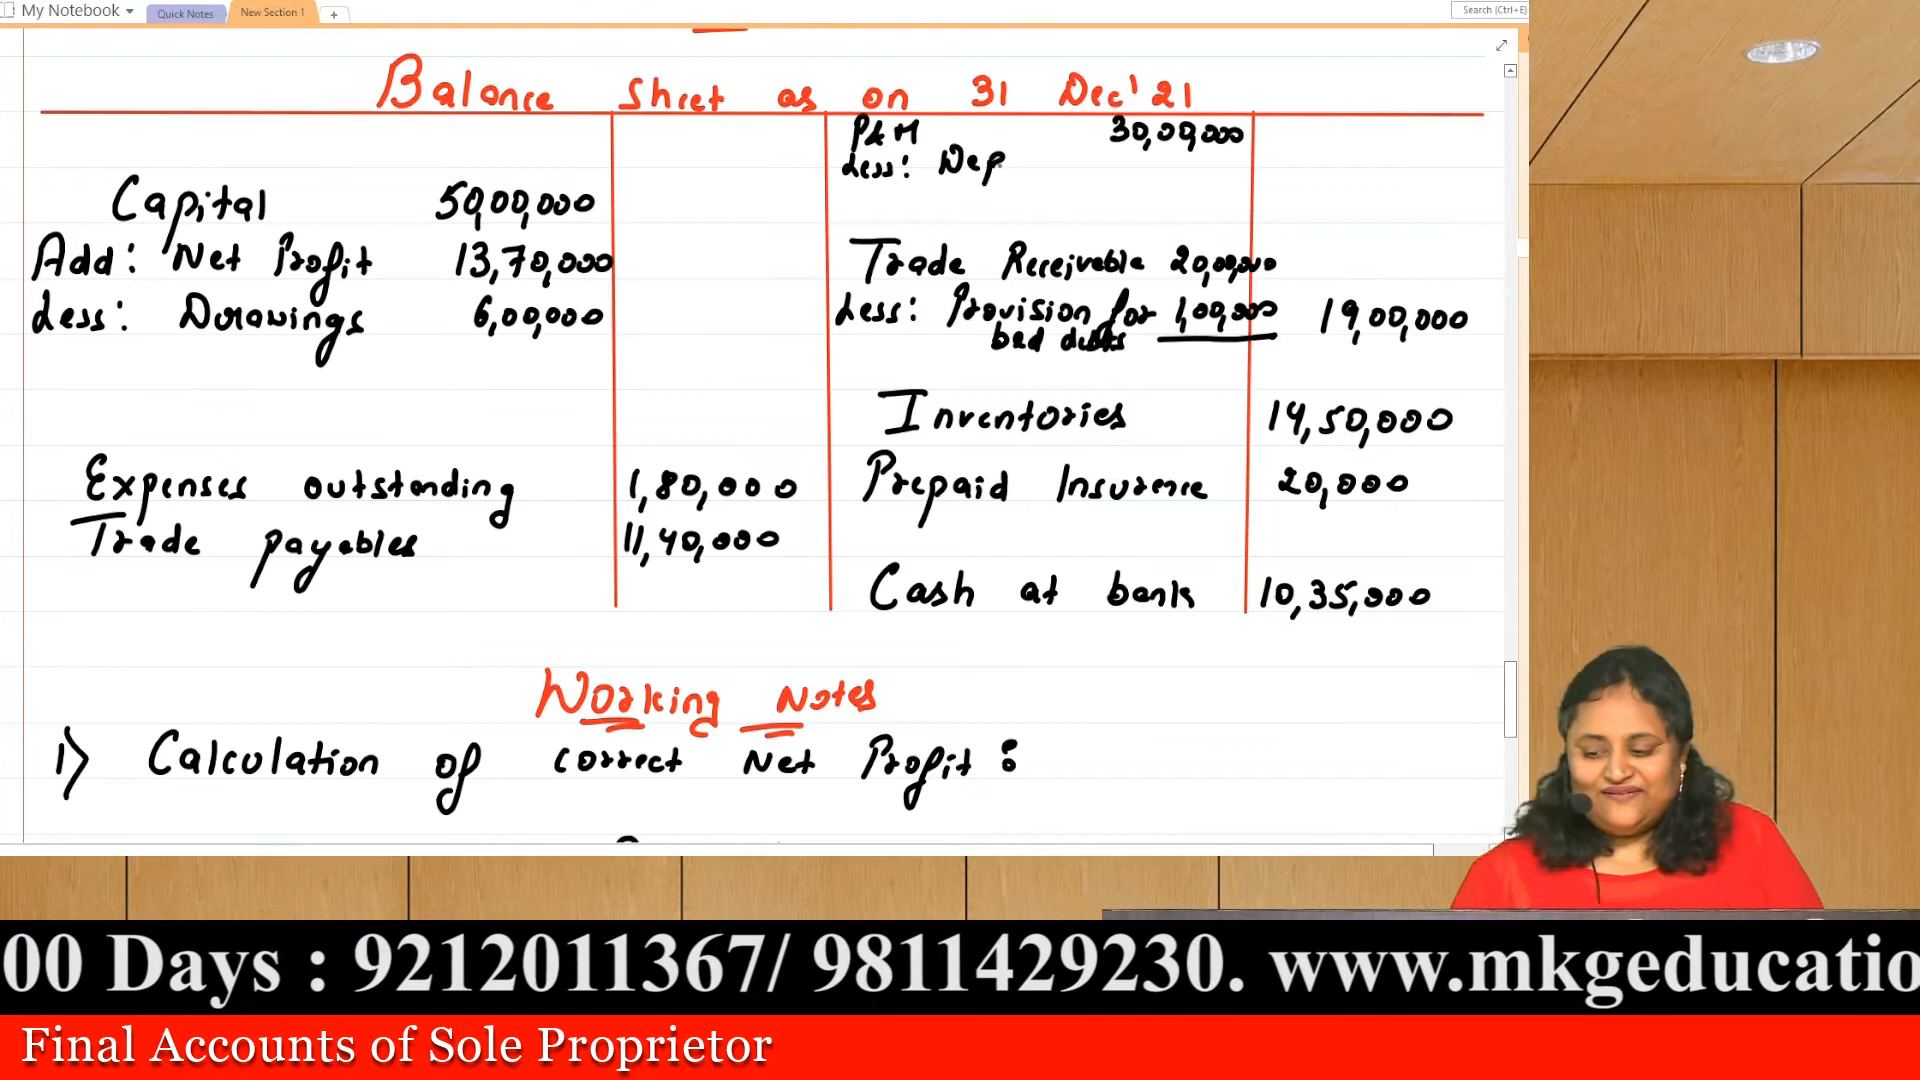 My Notebook
Quick Notes
New Section 1
+
Search (Ctrl+E)
Balance Sheet as on 31 Dec'21
Capital 50,00,000
Add: Net Profit 13,70,000
Less: Drawings 6,00,000
Expenses outstanding 1,80,000
Trade payables 11,40,000
P&M 30,00,000
Less: Dep
Trade Receivable 20,00,000
Less: Provision for 1,00,000 19,00,000
bad debts
Inventories 14,50,000
Prepaid Insurance 20,000
Cash at bank 10,35,000
Working Notes
1) Calculation of correct Net Profit :
00 Days : 9212011367/ 9811429230. www.mkgeducatio
Final Accounts of Sole Proprietor